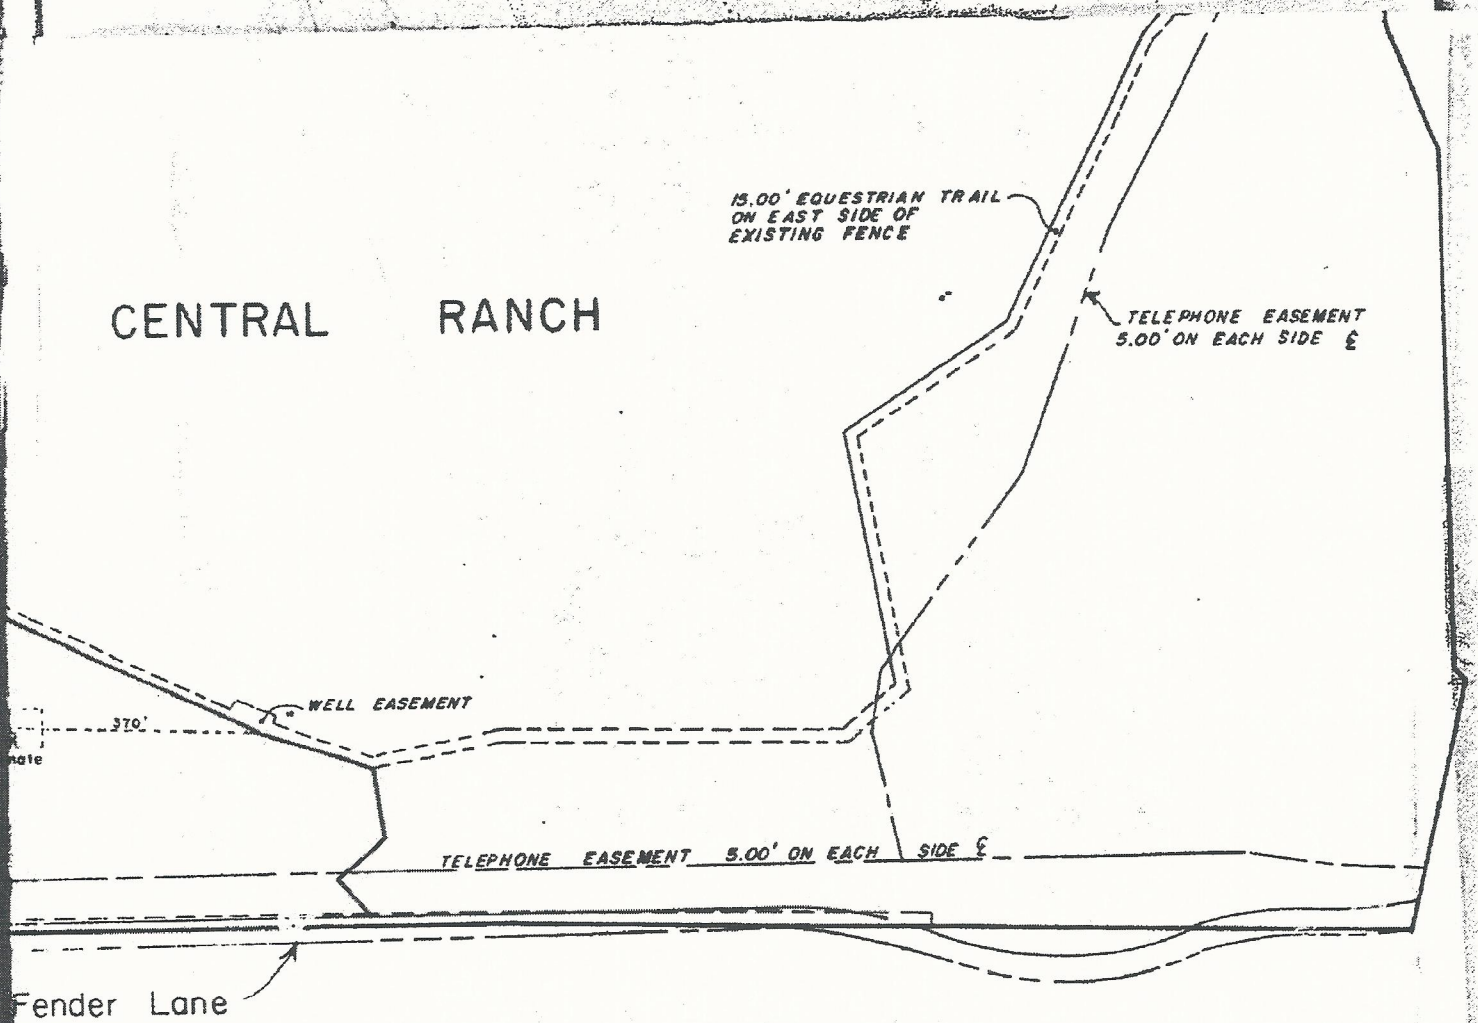 15.00' EQUESTRIAN TRAIL
ON EAST SIDE OF
EXISTING FENCE
CENTRAL RANCH
TELEPHONE EASEMENT
5.00' ON EACH SIDE ℄
* WELL EASEMENT
370'
TELEPHONE EASEMENT 5.00' ON EACH SIDE ℄
Fender Lane